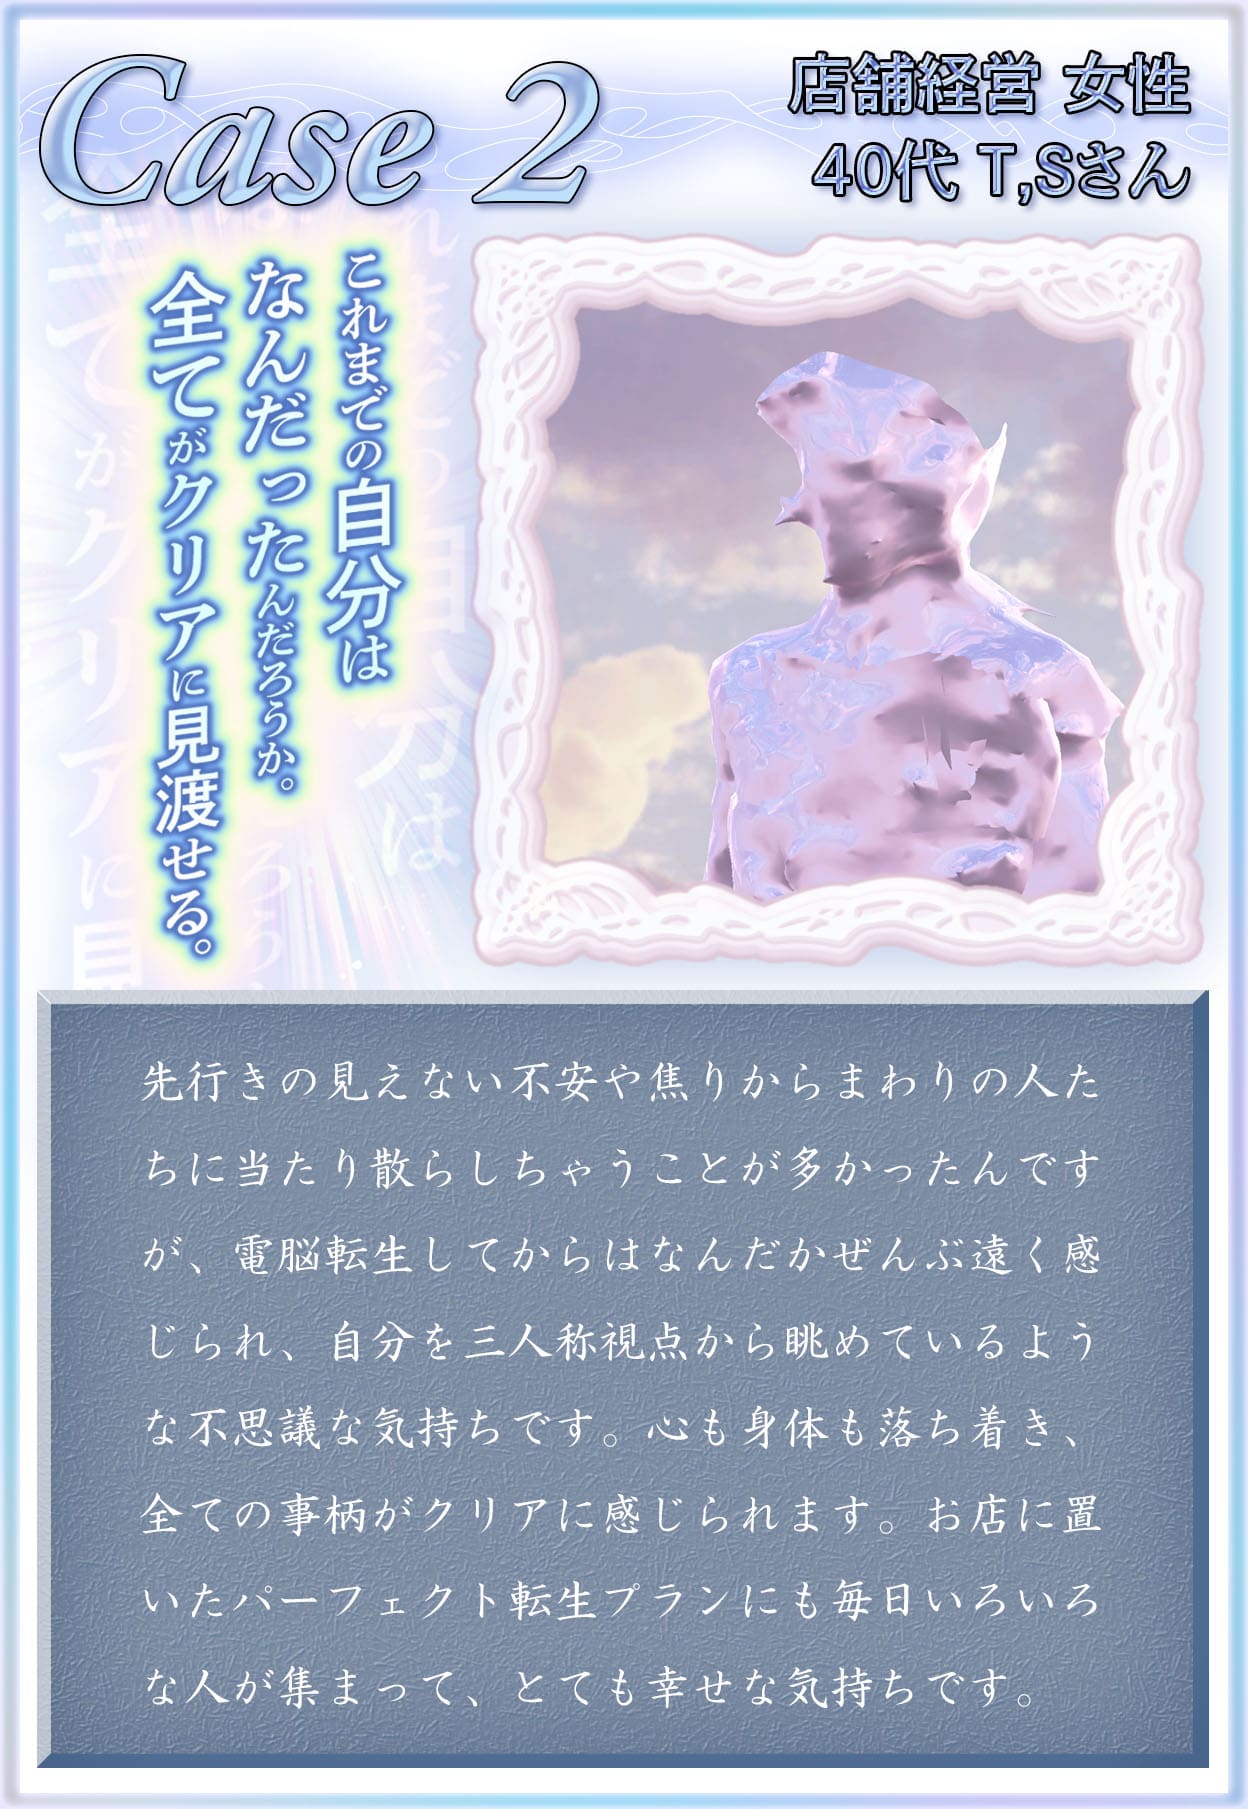 Case 2
店舗経営 女性
40代 T,Sさん
これまでの自分は
なんだったんだろうか。
全てがクリアに見渡せる。
先行きの見えない不安や焦りからまわりの人た
ちに当たり散らしちゃうことが多かったんです
が、電脳転生してからはなんだかぜんぶ遠く感
じられ、自分を三人称視点から眺めているよう
な不思議な気持ちです。心も身体も落ち着き、
全ての事柄がクリアに感じられます。お店に置
いたパーフェクト転生プランにも毎日いろいろ
な人が集まって、とても幸せな気持ちです。